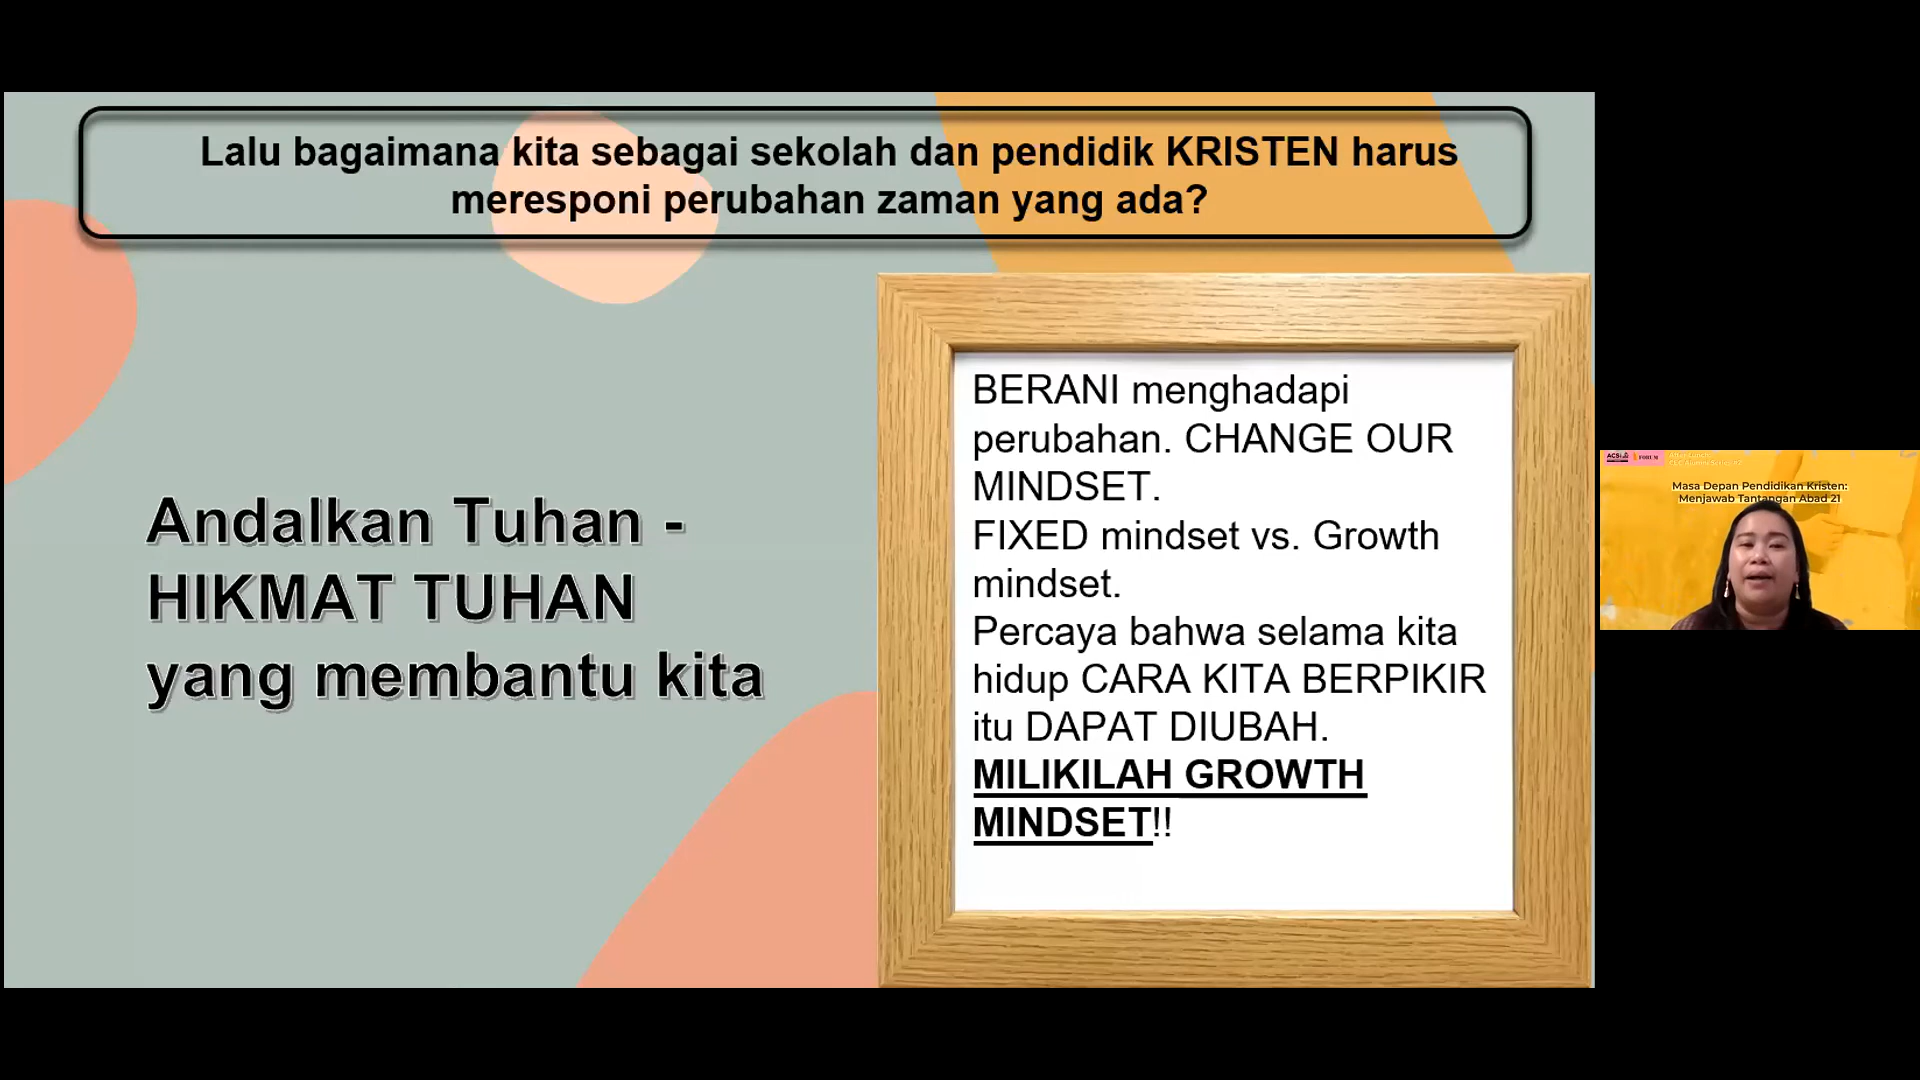 Lalu bagaimana kita sebagai sekolah dan pendidik KRISTEN harus
meresponi perubahan zaman yang ada?
Andalkan Tuhan -
HIKMAT TUHAN
yang membantu kita
BERANI menghadapi
perubahan. CHANGE OUR
MINDSET.
FIXED mindset vs. Growth
mindset.
Percaya bahwa selama kita
hidup CARA KITA BERPIKIR
itu DAPAT DIUBAH.
MILIKILAH GROWTH
MINDSET!!
ACSI
FORUM
Masa Depan Pendidikan Kristen:
Menjawab Tantangan Abad 21